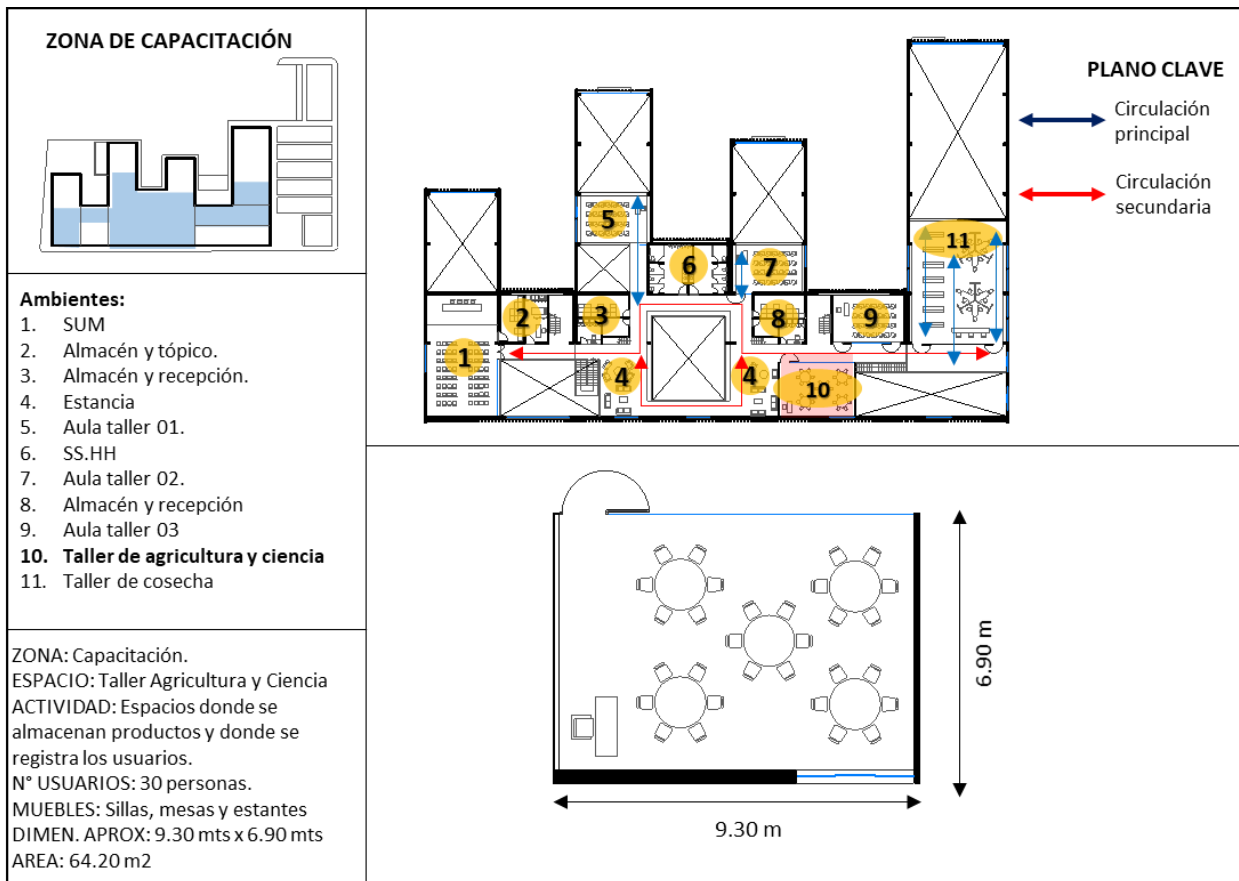 ZONA DE CAPACITACIÓN
Ambientes:
1. SUM
2. Almacén y tópico.
3. Almacén y recepción.
4. Estancia
5. Aula taller 01.
6. SS.HH
7. Aula taller 02.
8. Almacén y recepción
9. Aula taller 03
10. Taller de agricultura y ciencia
11. Taller de cosecha
ZONA: Capacitación.
ESPACIO: Taller Agricultura y Ciencia
ACTIVIDAD: Espacios donde se
almacenan productos y donde se
registra los usuarios.
N° USUARIOS: 30 personas.
MUEBLES: Sillas, mesas y estantes
DIMEN. APROX: 9.30 mts x 6.90 mts
AREA: 64.20 m2
PLANO CLAVE
Circulación
principal
Circulación
secundaria
1
2
3
4
5
6
7
8
9
4
10
11
6.90 m
9.30 m